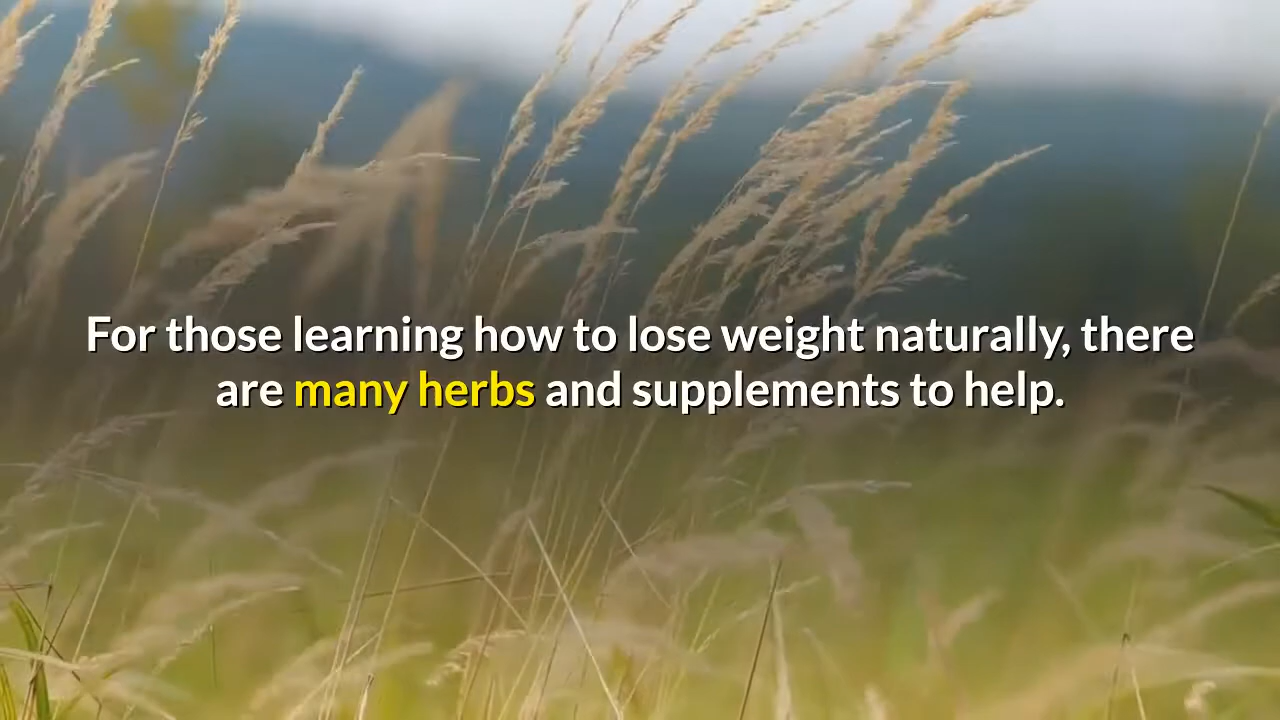 For those learning how to lose weight naturally, there
are many herbs and supplements to help.